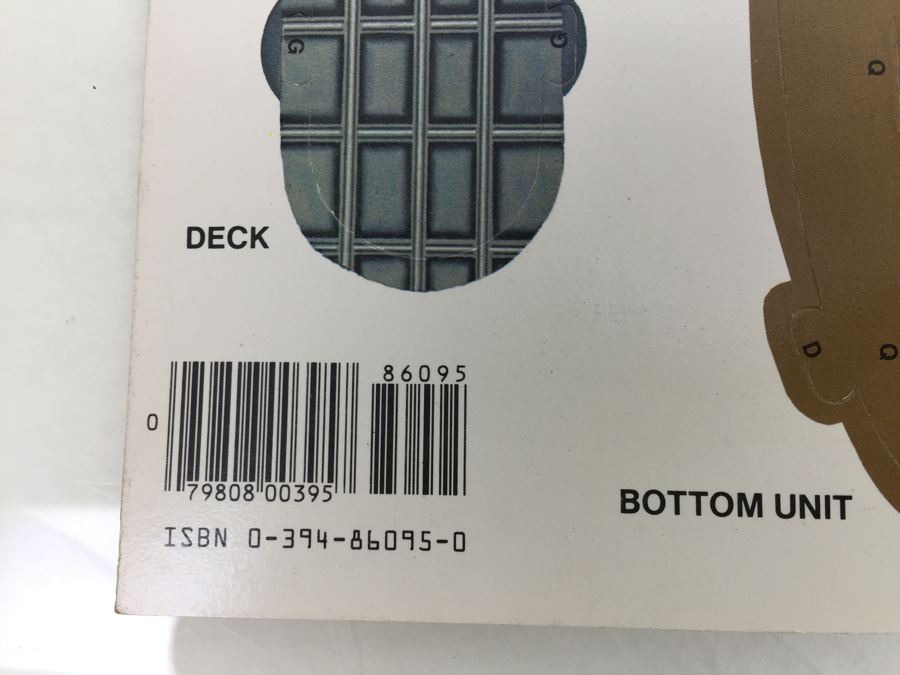 G G
Q
DECK
D Q
86095
0
79808 00395
BOTTOM UNIT
ISBN 0-394-86095-0